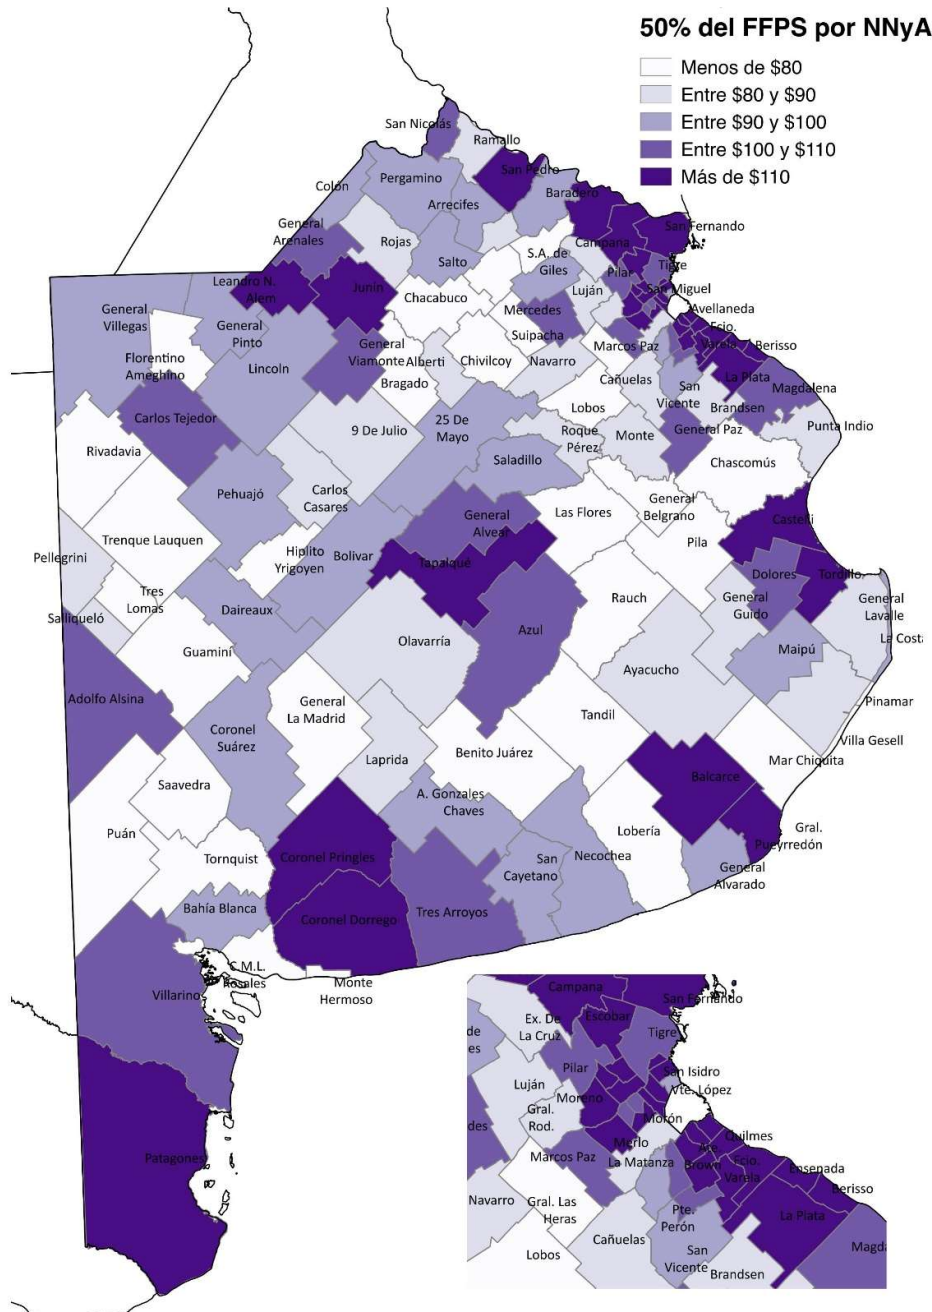 50% del FFPS por NNyA
Menos de $80
Entre $80 y $90
Entre $90 y $100
Entre $100 y $110
Más de $110
San Nicolás
Ramallo
San Pedro
Colón
Pergamino
Arrecifes
Baradero
General
Arenales
Rojas
Salto
S.A. de
Giles
Campana
San Fernando
Tigre
Pilar
Luján
San Miguel
Leandro N.
Alem
Junín
Chacabuco
Mercedes
Suipacha
Avellaneda
Fcio.
Varela
Berisso
General
Villegas
General
Pinto
Florentino
Ameghino
Lincoln
General
Viamonte
Alberti
Bragado
Chivilcoy
Navarro
Marcos Paz
Cañuelas
La Plata
Magdalena
San
Vicente
Brandsen
Carlos Tejedor
9 De Julio
25 De
Mayo
Lobos
Roque
Pérez
Monte
General Paz
Punta Indio
Rivadavia
Saladillo
Chascomús
Pehuajó
Carlos
Casares
General
Alvear
Las Flores
General
Belgrano
Castelli
Pila
Trenque Lauquen
Hiplito
Yrigoyen
Bolivar
Tapalqué
Dolores
Tordillo
Pellegrini
Tres
Lomas
Salliqueló
Daireaux
Rauch
General
Guido
General
Lavalle
La Costa
Guaminí
Olavarría
Azul
Ayacucho
Maipú
Adolfo Alsina
General
La Madrid
Coronel
Suárez
Tandil
Pinamar
Villa Gesell
Laprida
Benito Juárez
Mar Chiquita
Saavedra
A. Gonzales
Chaves
Balcarce
Puán
Tornquist
Coronel Pringles
San
Cayetano
Necochea
Lobería
Gral.
Pueyrredón
General
Alvarado
Bahía Blanca
Coronel Dorrego
Tres Arroyos
C.M.L.
Rosales
Monte
Hermoso
Villarino
Patagones
Campana
San Fernando
Escobar
Ex. De
La Cruz
Tigre
de
es
Pilar
San Isidro
Luján
Moreno
Vte. López
Gral.
Rod.
Morón
des
Merlo
Quilmes
Marcos Paz
La Matanza
Ate.
Brown
Fcio.
Varela
Ensenada
Berisso
Navarro
Gral. Las
Heras
Pte.
Perón
La Plata
Lobos
Cañuelas
San
Vicente
Brandsen
Magda